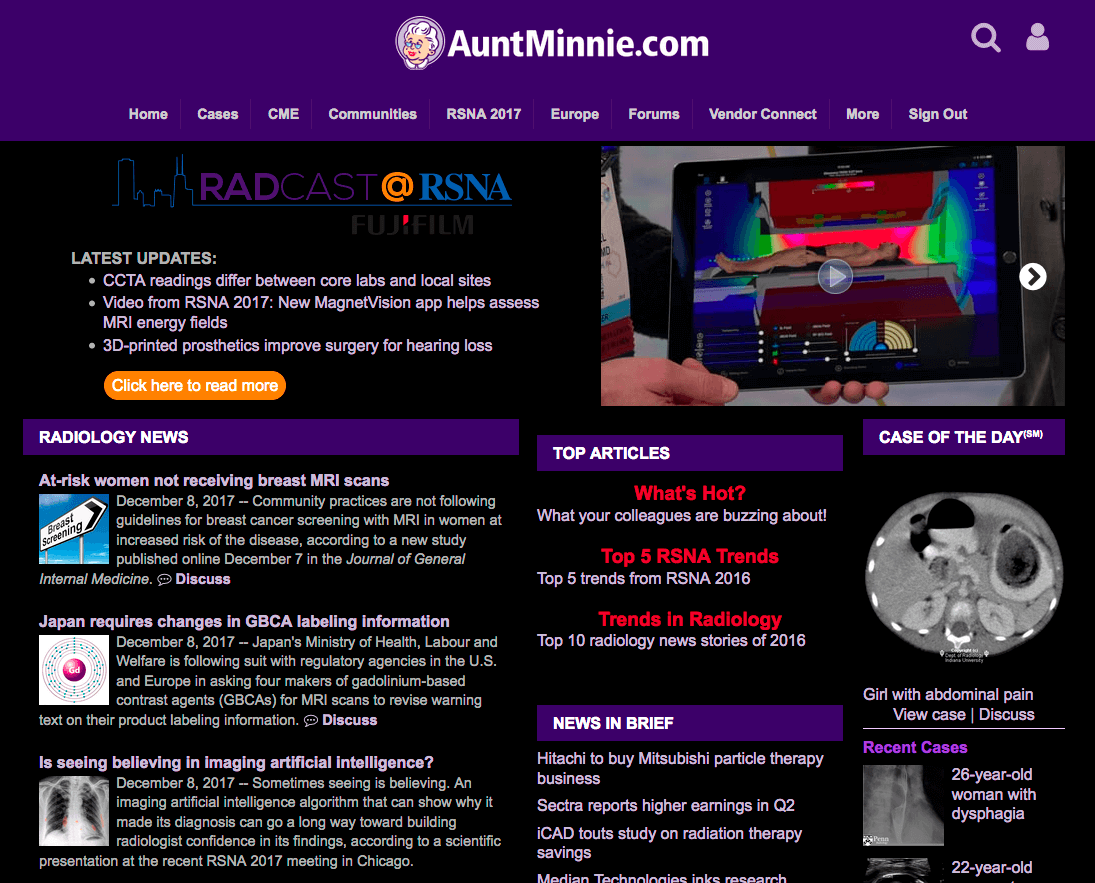 AuntMinnie.com
Home Cases CME Communities RSNA 2017 Europe Forums Vendor Connect More Sign Out
RADCAST@RSNA
FUJIFILM
LATEST UPDATES:
• CCTA readings differ between core labs and local sites
• Video from RSNA 2017: New MagnetVision app helps assess
MRI energy fields
• 3D-printed prosthetics improve surgery for hearing loss
Click here to read more
RADIOLOGY NEWS
At-risk women not receiving breast MRI scans
Breast
Screening
December 8, 2017 -- Community practices are not following
guidelines for breast cancer screening with MRI in women at
increased risk of the disease, according to a new study
published online December 7 in the Journal of General
Internal Medicine. Discuss
Japan requires changes in GBCA labeling information
Gd
December 8, 2017 -- Japan's Ministry of Health, Labour and
Welfare is following suit with regulatory agencies in the U.S.
and Europe in asking four makers of gadolinium-based
contrast agents (GBCAs) for MRI scans to revise warning
text on their product labeling information. Discuss
Is seeing believing in imaging artificial intelligence?
December 8, 2017 -- Sometimes seeing is believing. An
imaging artificial intelligence algorithm that can show why it
made its diagnosis can go a long way toward building
radiologist confidence in its findings, according to a scientific
presentation at the recent RSNA 2017 meeting in Chicago.
TOP ARTICLES
What's Hot?
What your colleagues are buzzing about!
Top 5 RSNA Trends
Top 5 trends from RSNA 2016
Trends in Radiology
Top 10 radiology news stories of 2016
NEWS IN BRIEF
Hitachi to buy Mitsubishi particle therapy
business
Sectra reports higher earnings in Q2
iCAD touts study on radiation therapy
savings
Median Technologies inks research
CASE OF THE DAY(SM)
Copyright (c)
Dept. of Radiology
Indiana University
Girl with abdominal pain
View case | Discuss
Recent Cases
26-year-old
woman with
dysphagia
Penn
22-year-old